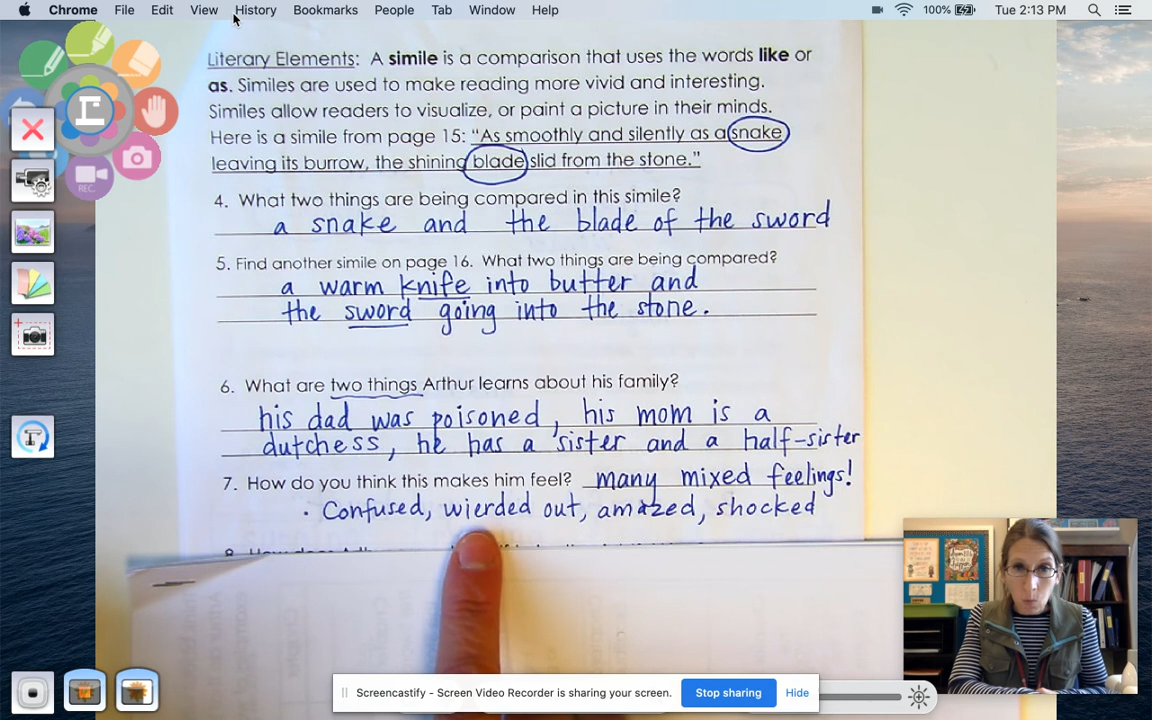 Chrome File Edit View History Bookmarks People Tab Window Help 100% Tue 2:13 PM
Literary Elements: A simile is a comparison that uses the words like or
as. Similes are used to make reading more vivid and interesting.
Similes allow readers to visualize, or paint a picture in their minds.
Here is a simile from page 15: "As smoothly and silently as a snake
leaving its burrow, the shining blade slid from the stone."
REC.
4. What two things are being compared in this simile?
a snake and the blade of the sword
5. Find another simile on page 16. What two things are being compared?
a warm knife into butter and
the sword going into the stone.
6. What are two things Arthur learns about his family?
his dad was poisoned, his mom is a
dutchess, he has a sister and a half-sister
7. How do you think this makes him feel? many mixed feelings!
· Confused, wierded out, amazed, shocked
8. How does
Screencastify - Screen Video Recorder is sharing your screen. Stop sharing Hide